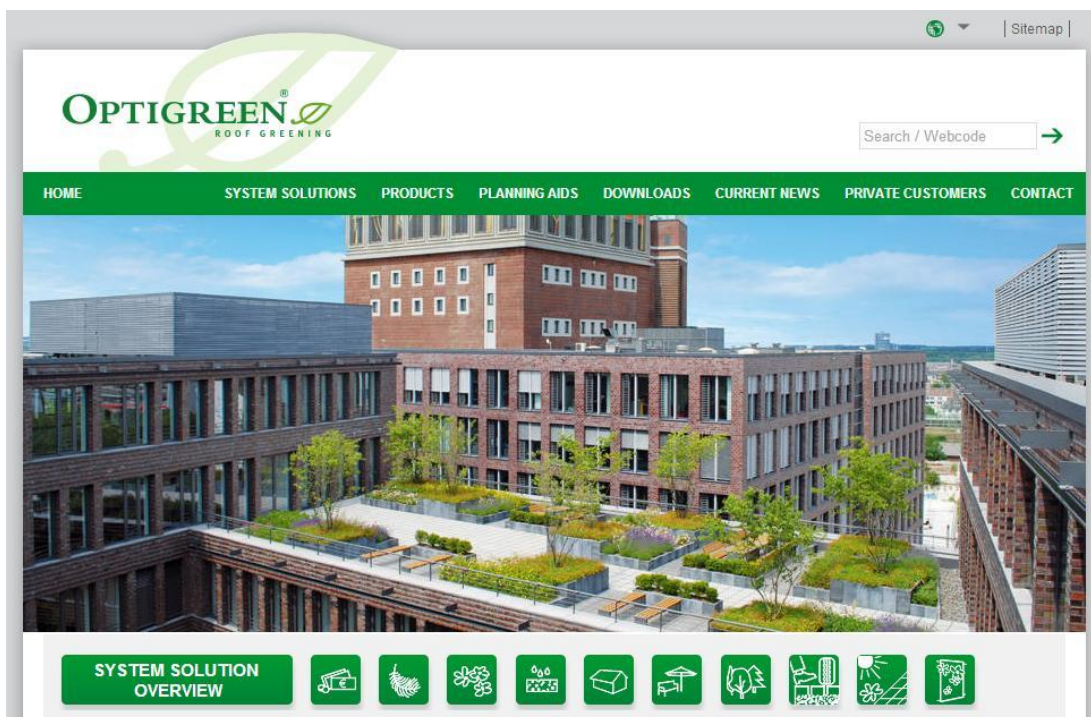 | Sitemap |
OPTIGREEN®
ROOF GREENING
Search / Webcode
HOME SYSTEM SOLUTIONS PRODUCTS PLANNING AIDS DOWNLOADS CURRENT NEWS PRIVATE CUSTOMERS CONTACT
SYSTEM SOLUTION
OVERVIEW
€